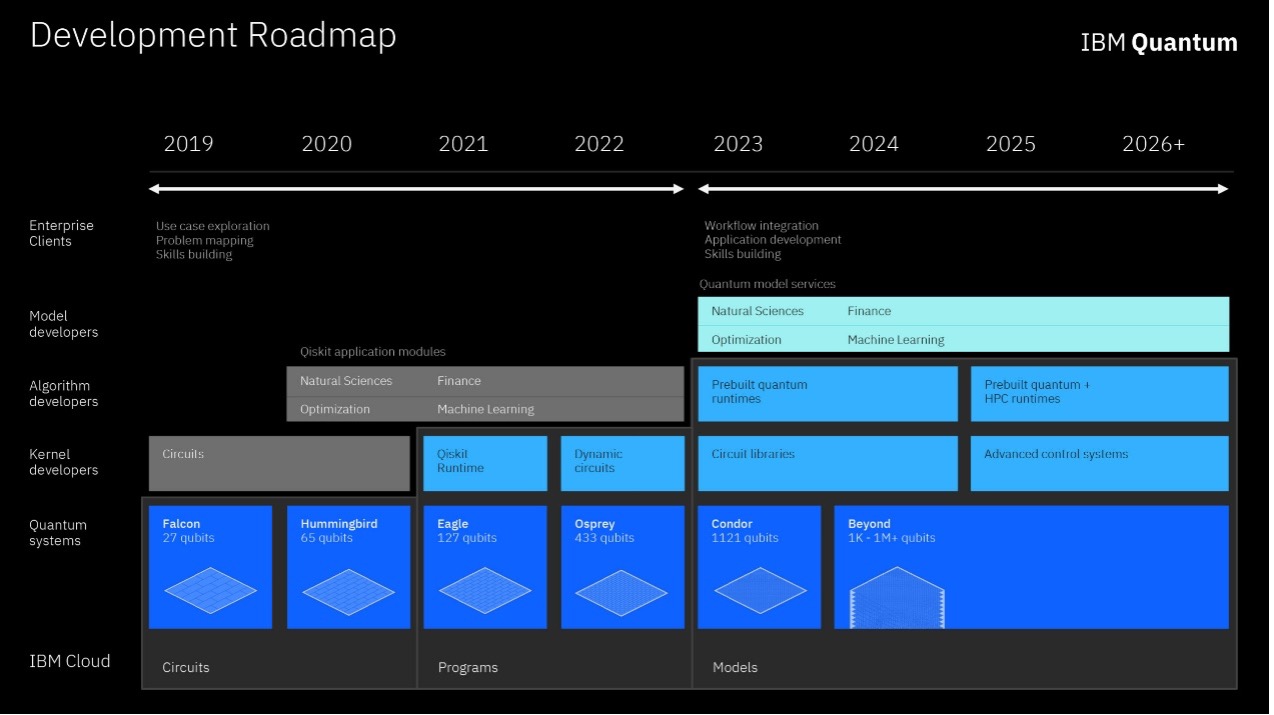 Development Roadmap
IBM Quantum
2019 2020 2021 2022 2023 2024 2025 2026+
Enterprise
Clients
Use case exploration
Problem mapping
Skills building
Workflow integration
Application development
Skills building
Model
developers
Quantum model services
Natural Sciences Finance
Optimization Machine Learning
Algorithm
developers
Qiskit application modules
Natural Sciences Finance
Optimization Machine Learning
Prebuilt quantum
runtimes
Prebuilt quantum +
HPC runtimes
Kernel
developers
Circuits
Qiskit
Runtime
Dynamic
circuits
Circuit libraries
Advanced control systems
Quantum
systems
Falcon
27 qubits
Hummingbird
65 qubits
Eagle
127 qubits
Osprey
433 qubits
Condor
1121 qubits
Beyond
1K - 1M+ qubits
IBM Cloud
Circuits
Programs
Models